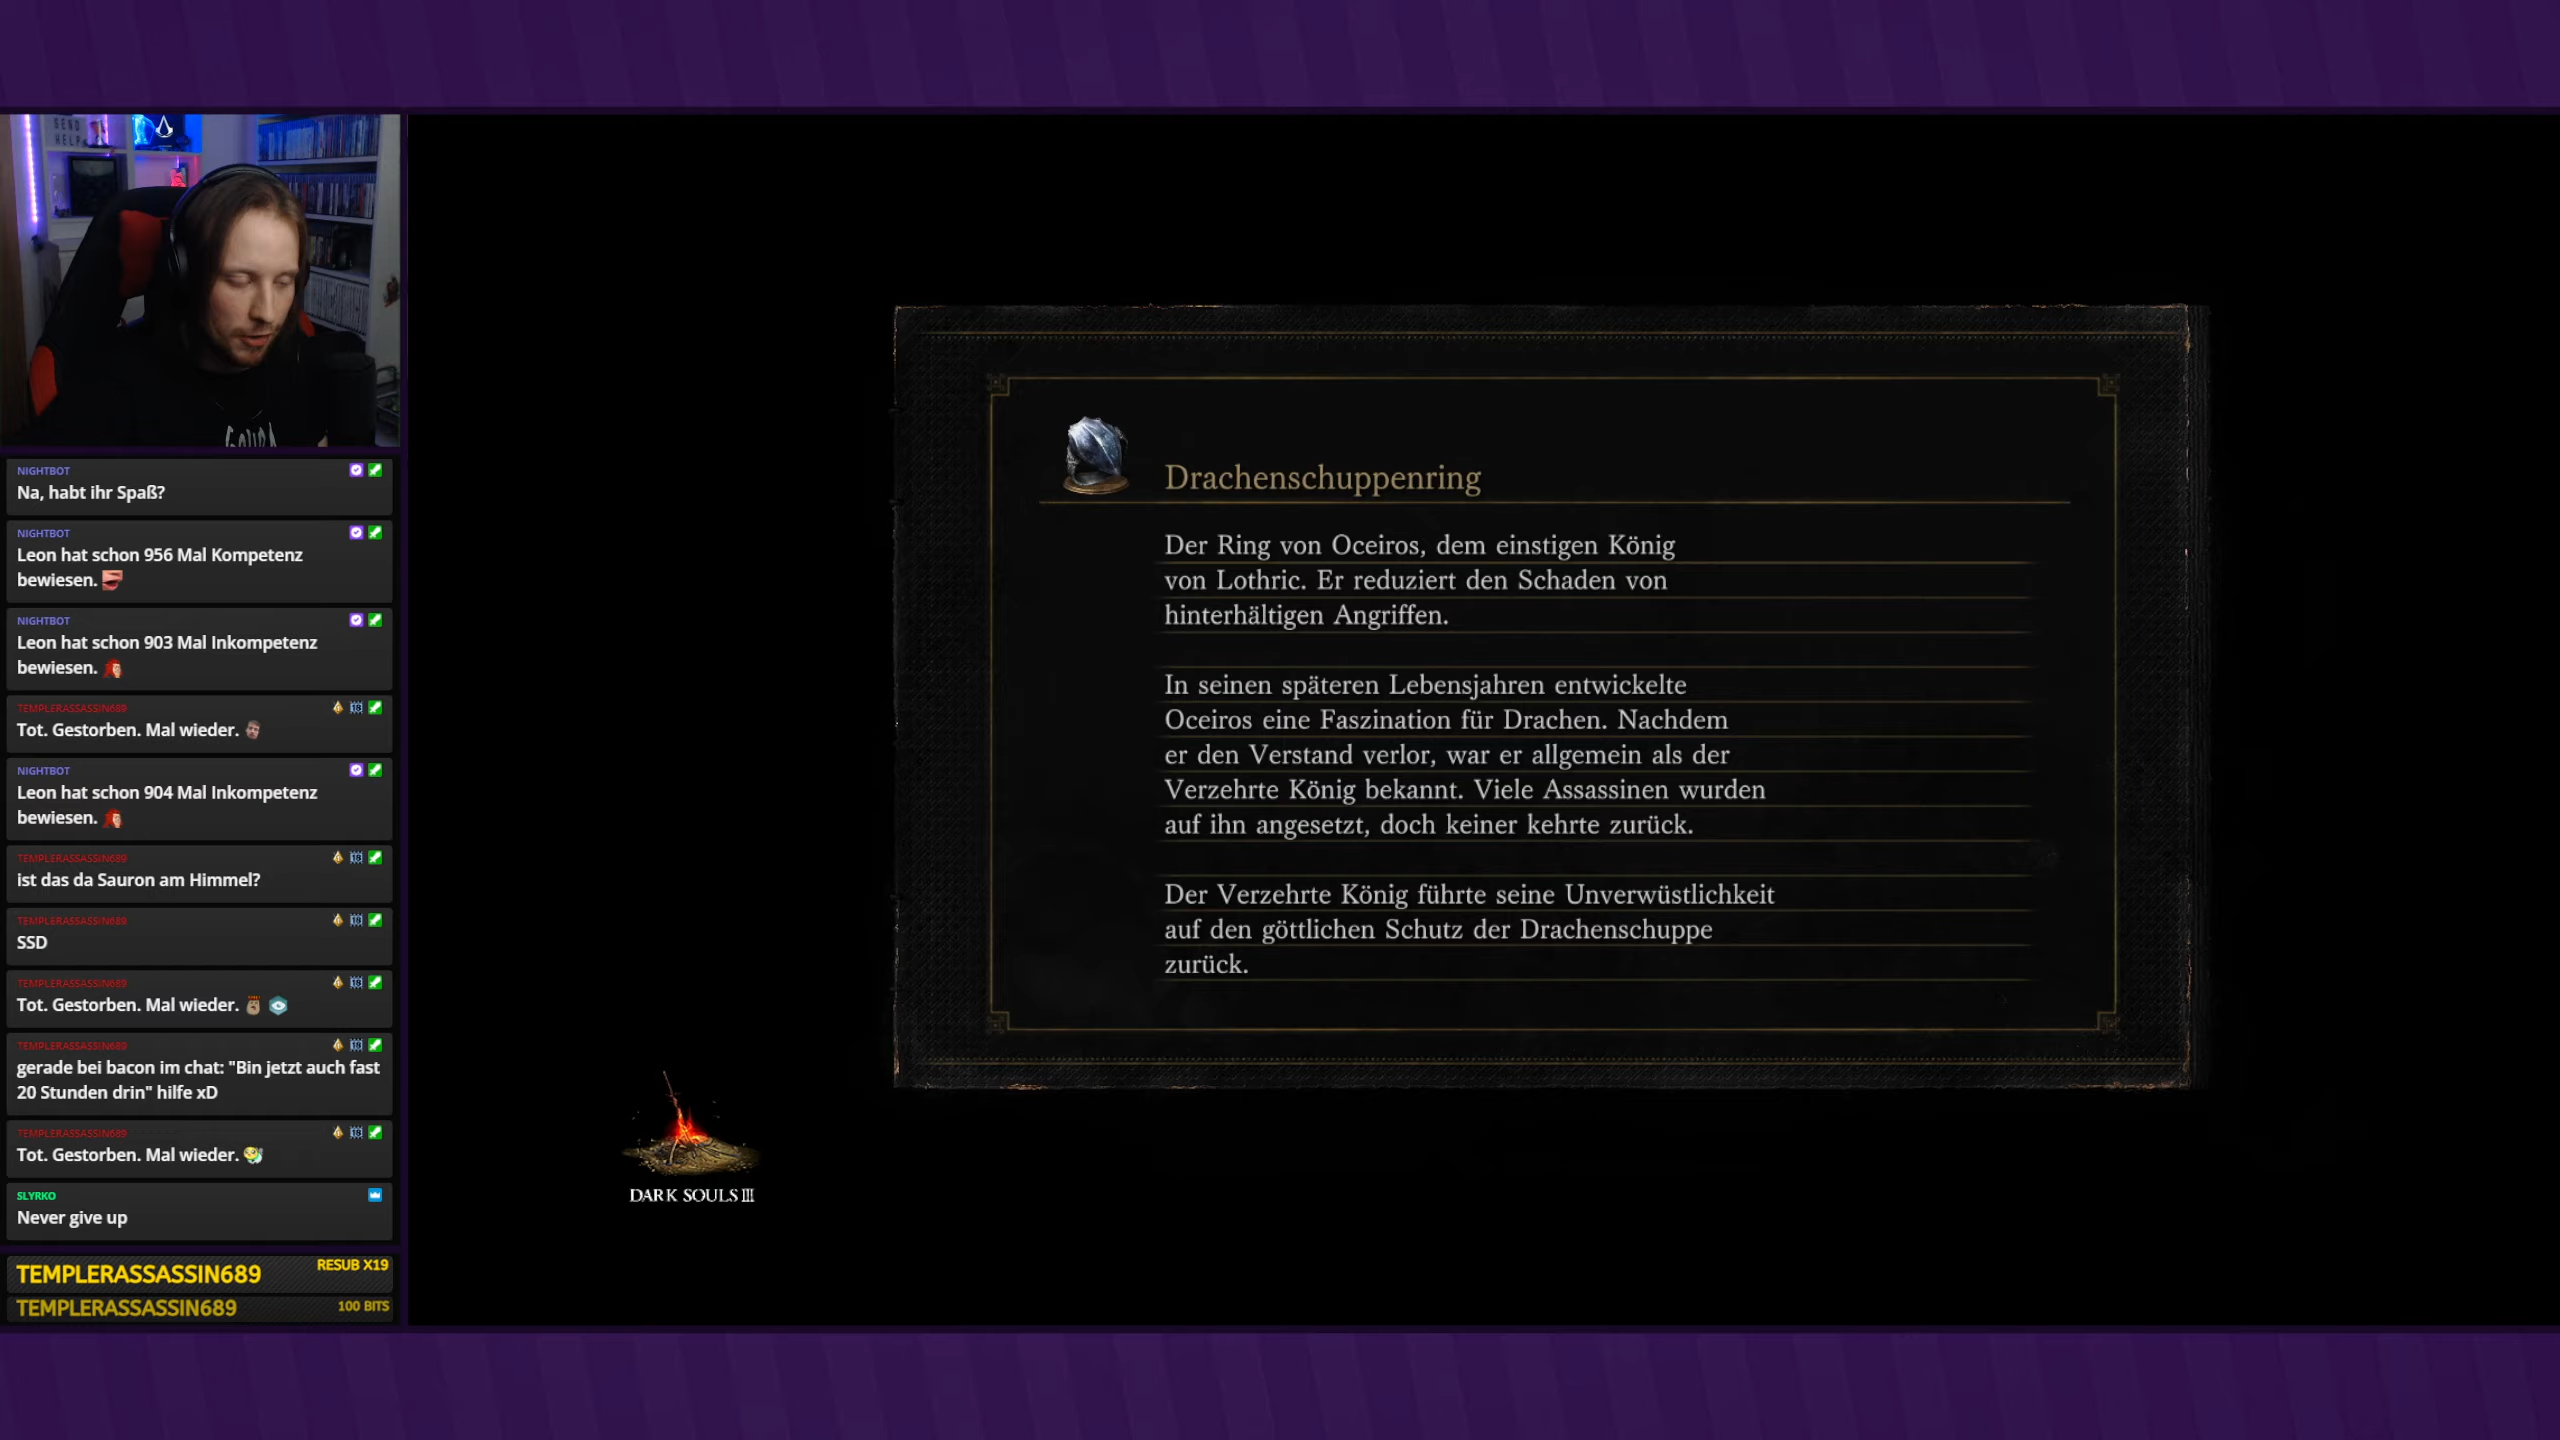 SEND
HELP
NIGHTBOT
Na, habt ihr Spaß?
NIGHTBOT
Leon hat schon 956 Mal Kompetenz
bewiesen.
NIGHTBOT
Leon hat schon 903 Mal Inkompetenz
bewiesen.
TEMPLERASSASSIN689
Tot. Gestorben. Mal wieder.
NIGHTBOT
Leon hat schon 904 Mal Inkompetenz
bewiesen.
TEMPLERASSASSIN689
ist das da Sauron am Himmel?
TEMPLERASSASSIN689
SSD
TEMPLERASSASSIN689
Tot. Gestorben. Mal wieder.
TEMPLERASSASSIN689
gerade bei bacon im chat: "Bin jetzt auch fast
20 Stunden drin" hilfe xD
TEMPLERASSASSIN689
Tot. Gestorben. Mal wieder.
SLYRKO
Never give up
TEMPLERASSASSIN689 RESUB X19
TEMPLERASSASSIN689 100 BITS
Drachenschuppenring
Der Ring von Oceiros, dem einstigen König
von Lothric. Er reduziert den Schaden von
hinterhältigen Angriffen.
In seinen späteren Lebensjahren entwickelte
Oceiros eine Faszination für Drachen. Nachdem
er den Verstand verlor, war er allgemein als der
Verzehrte König bekannt. Viele Assassinen wurden
auf ihn angesetzt, doch keiner kehrte zurück.
Der Verzehrte König führte seine Unverwüstlichkeit
auf den göttlichen Schutz der Drachenschuppe
zurück.
DARK SOULS III